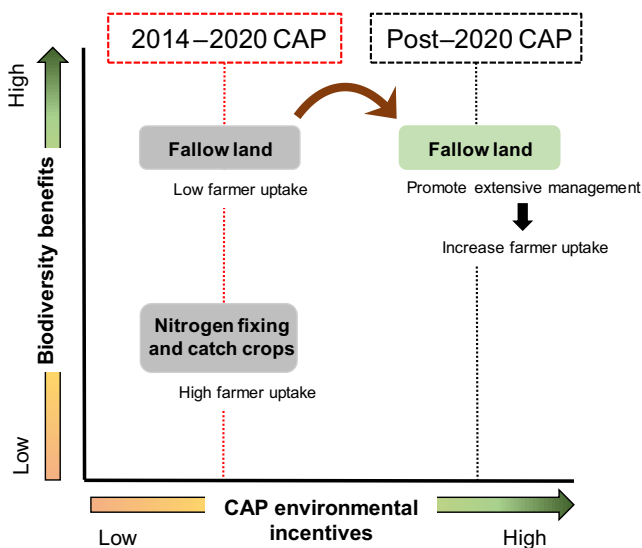 2014–2020 CAP
Post–2020 CAP
High
Biodiversity benefits
Low
Fallow land
Low farmer uptake
Nitrogen fixing
and catch crops
High farmer uptake
Fallow land
Promote extensive management
Increase farmer uptake
CAP environmental
incentives
Low
High